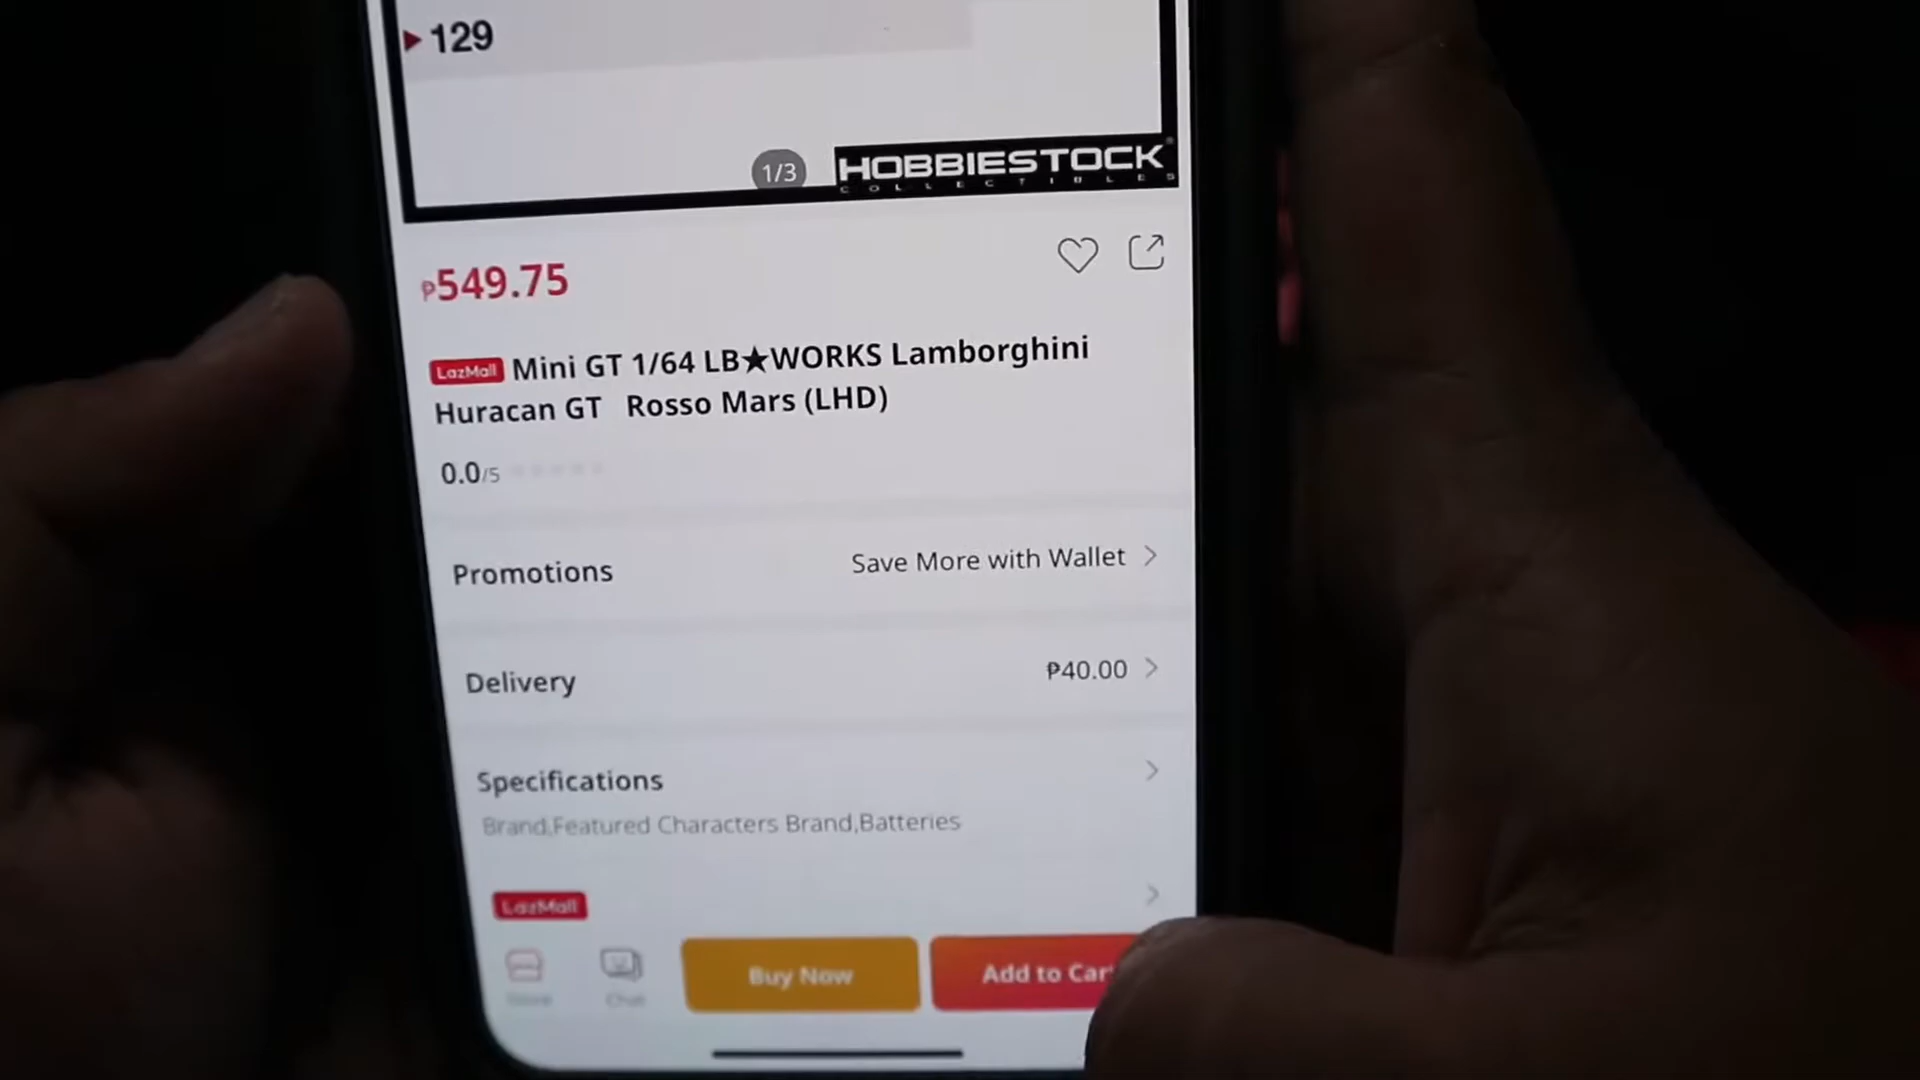 ▶129
1/3
HOBBIESTOCK
COLLECTIBLES
₱549.75
LazMall Mini GT 1/64 LB★WORKS Lamborghini
Huracan GT Rosso Mars (LHD)
0.0/5
Promotions
Save More with Wallet
Delivery
₱40.00
Specifications
Brand,Featured Characters Brand,Batteries
LazMall
Store
Chat
Buy Now
Add to Car